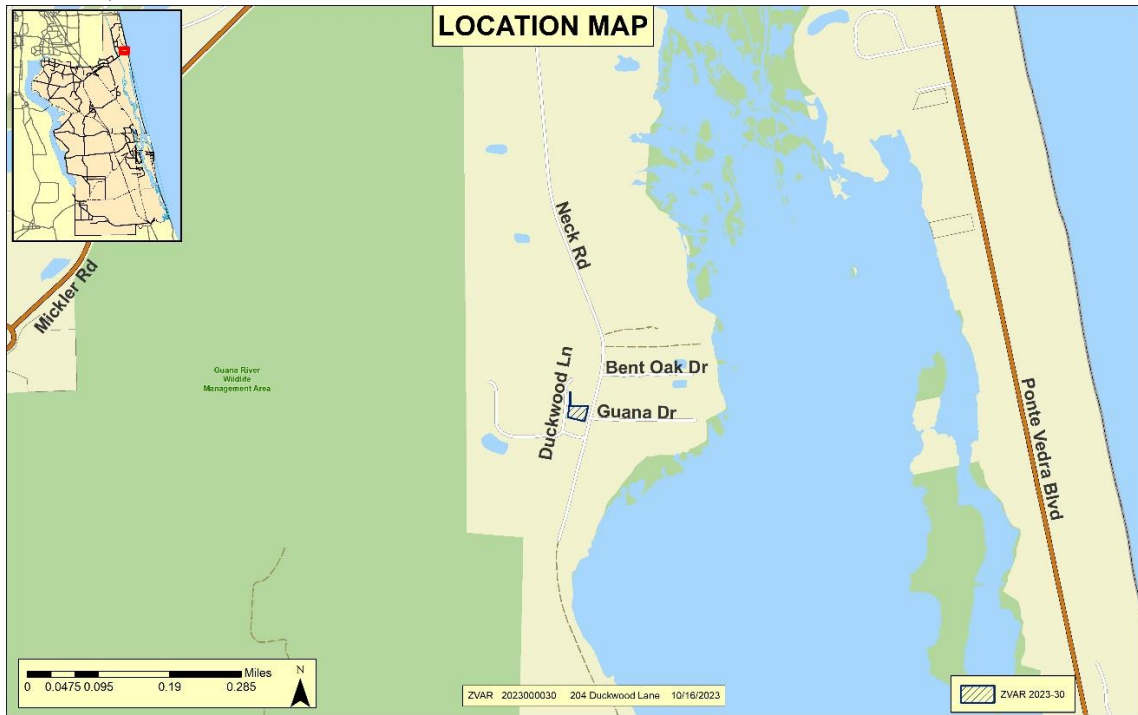 LOCATION MAP
Mickler Rd
Neck Rd
Guana River
Wildlife
Management Area
Duckwood Ln
Bent Oak Dr
Guana Dr
Ponte Vedra Blvd
Miles
0 0.0475 0.095 0.19 0.285
N
ZVAR 2023000030 204 Duckwood Lane 10/16/2023
ZVAR 2023-30